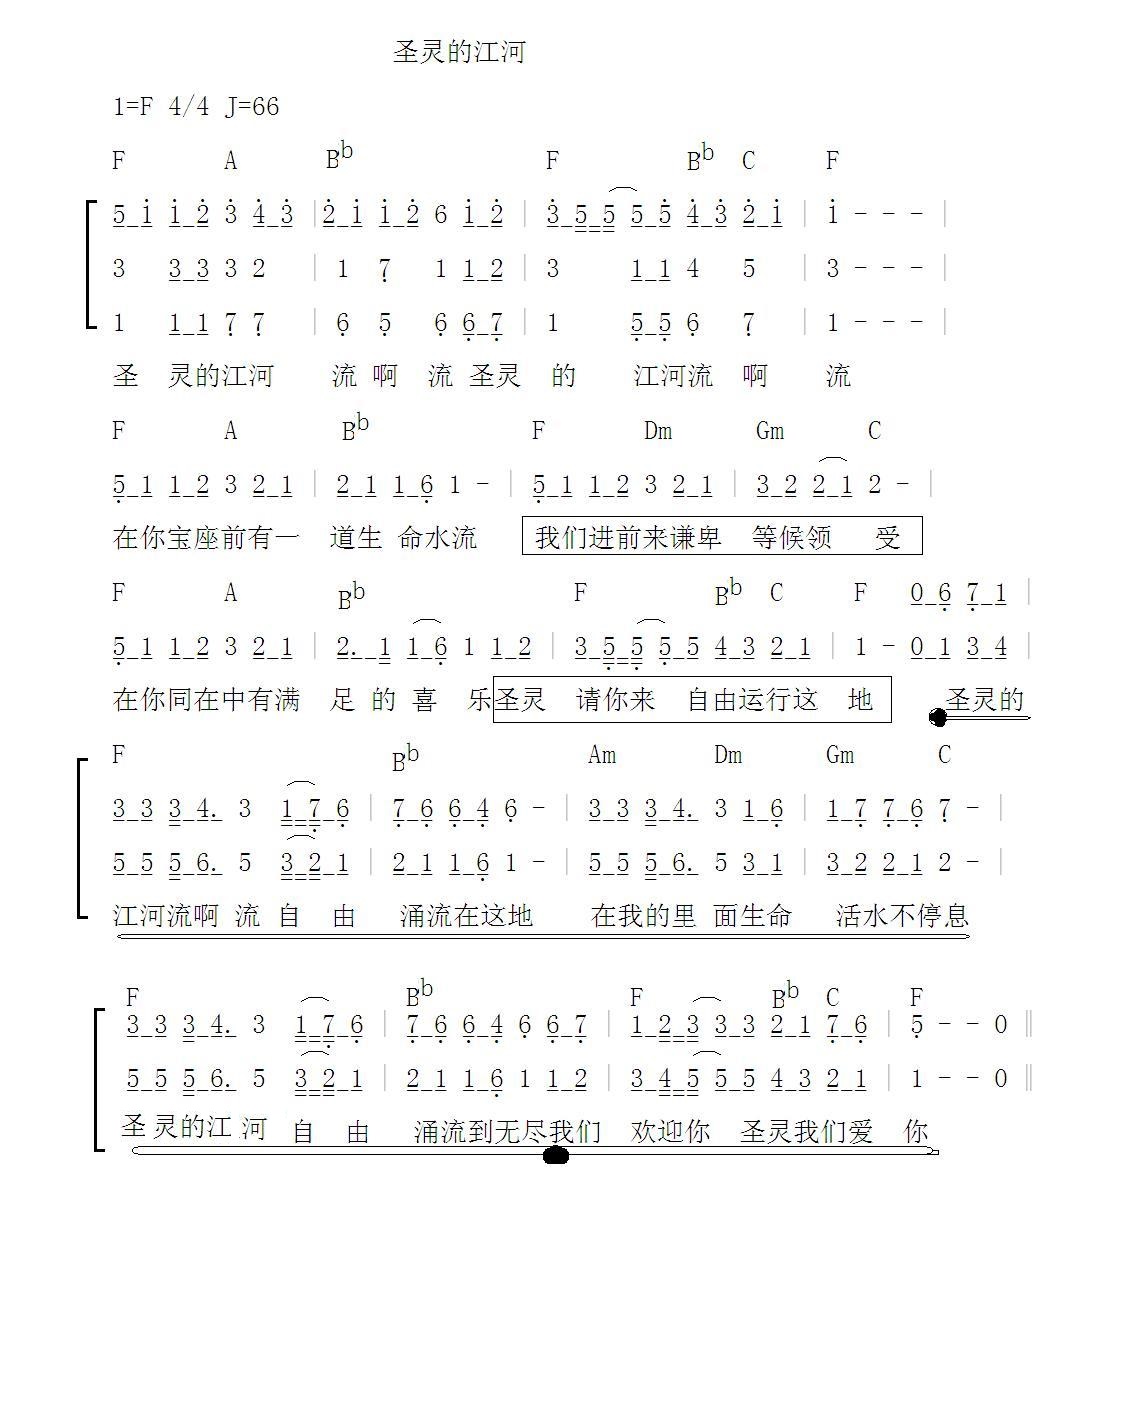 圣灵的江河
1=F 4/4 J=66
F A Bb F Bb C F
5 1 1 2 3 4 3 | 2 1 1 2 6 1 2 | 3 5 5 5 5 4 3 2 1 | 1 - - - |
3 3 3 3 2 | 1 7 1 1 2 | 3 1 1 4 5 | 3 - - - |
1 1 1 7 7 | 6 5 6 6 7 | 1 5 5 6 7 | 1 - - - |
圣 灵的江河 流 啊 流 圣灵 的 江河流 啊 流
F A Bb F Dm Gm C
5 1 1 2 3 2 1 | 2 1 1 6 1 - | 5 1 1 2 3 2 1 | 3 2 2 1 2 - |
在你宝座前有一 道生 命水流 我们进前来谦卑 等候领 受
F A Bb F Bb C F 0 6 7 1 |
5 1 1 2 3 2 1 | 2. 1 1 6 1 1 2 | 3 5 5 5 5 4 3 2 1 | 1 - 0 1 3 4 |
在你同在中有满 足 的 喜 乐圣灵 请你来 自由运行这 地 圣灵的
F Bb Am Dm Gm C
3 3 3 4. 3 1 7 6 | 7 6 6 4 6 - | 3 3 3 4. 3 1 6 | 1 7 7 6 7 - |
5 5 5 6. 5 3 2 1 | 2 1 1 6 1 - | 5 5 5 6. 5 3 1 | 3 2 2 1 2 - |
江河流啊 流 自 由 涌流在这地 在我的里 面生命 活水不停息
F Bb F Bb C F
3 3 3 4. 3 1 7 6 | 7 6 6 4 6 6 7 | 1 2 3 3 3 2 1 7 6 | 5 - - 0 ‖
5 5 5 6. 5 3 2 1 | 2 1 1 6 1 1 2 | 3 4 5 5 5 4 3 2 1 | 1 - - 0 ‖
圣灵的江 河 自 由 涌流到无尽我们 欢迎你 圣灵我们爱 你